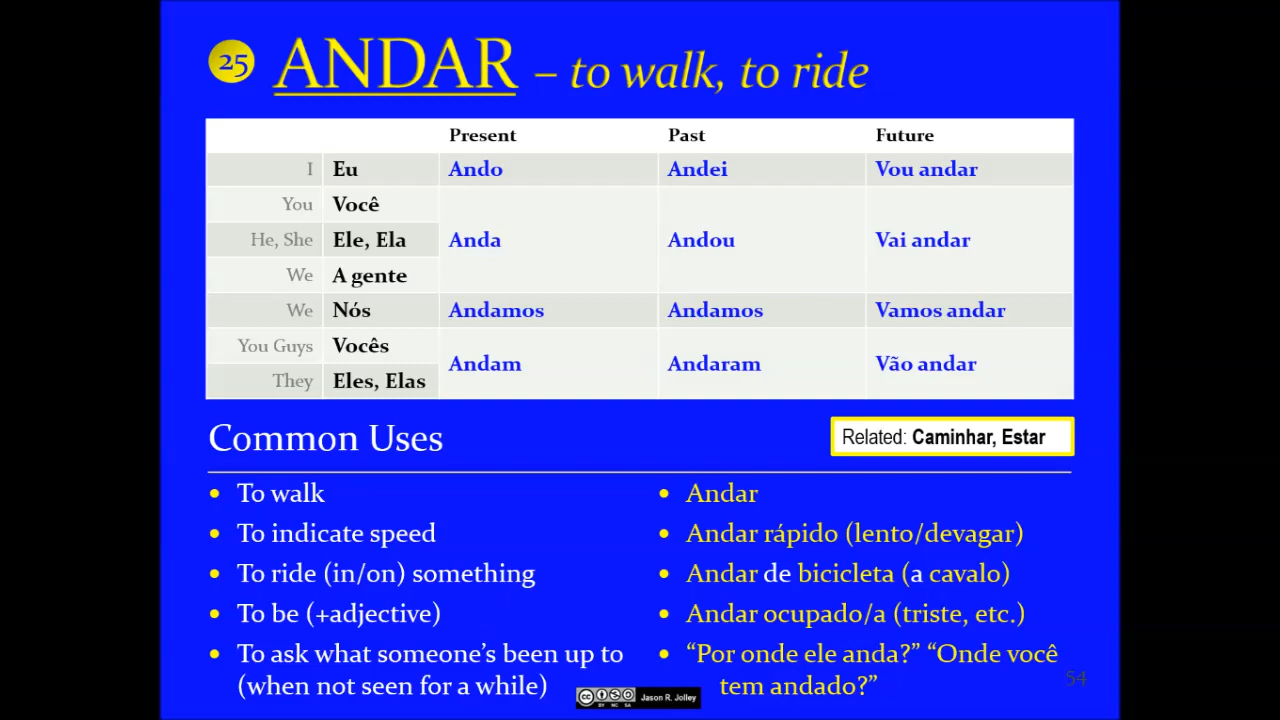 25 ANDAR – to walk, to ride
Present Past Future
I Eu Ando Andei Vou andar
You Você
He, She Ele, Ela Anda Andou Vai andar
We A gente
We Nós Andamos Andamos Vamos andar
You Guys Vocês
Andam Andaram Vão andar
They Eles, Elas
Common Uses
Related: Caminhar, Estar
• To walk
• To indicate speed
• To ride (in/on) something
• To be (+adjective)
• To ask what someone's been up to
(when not seen for a while)
• Andar
• Andar rápido (lento/devagar)
• Andar de bicicleta (a cavalo)
• Andar ocupado/a (triste, etc.)
• “Por onde ele anda?” “Onde você
tem andado?”
54
cc BY NC SA Jason R. Jolley